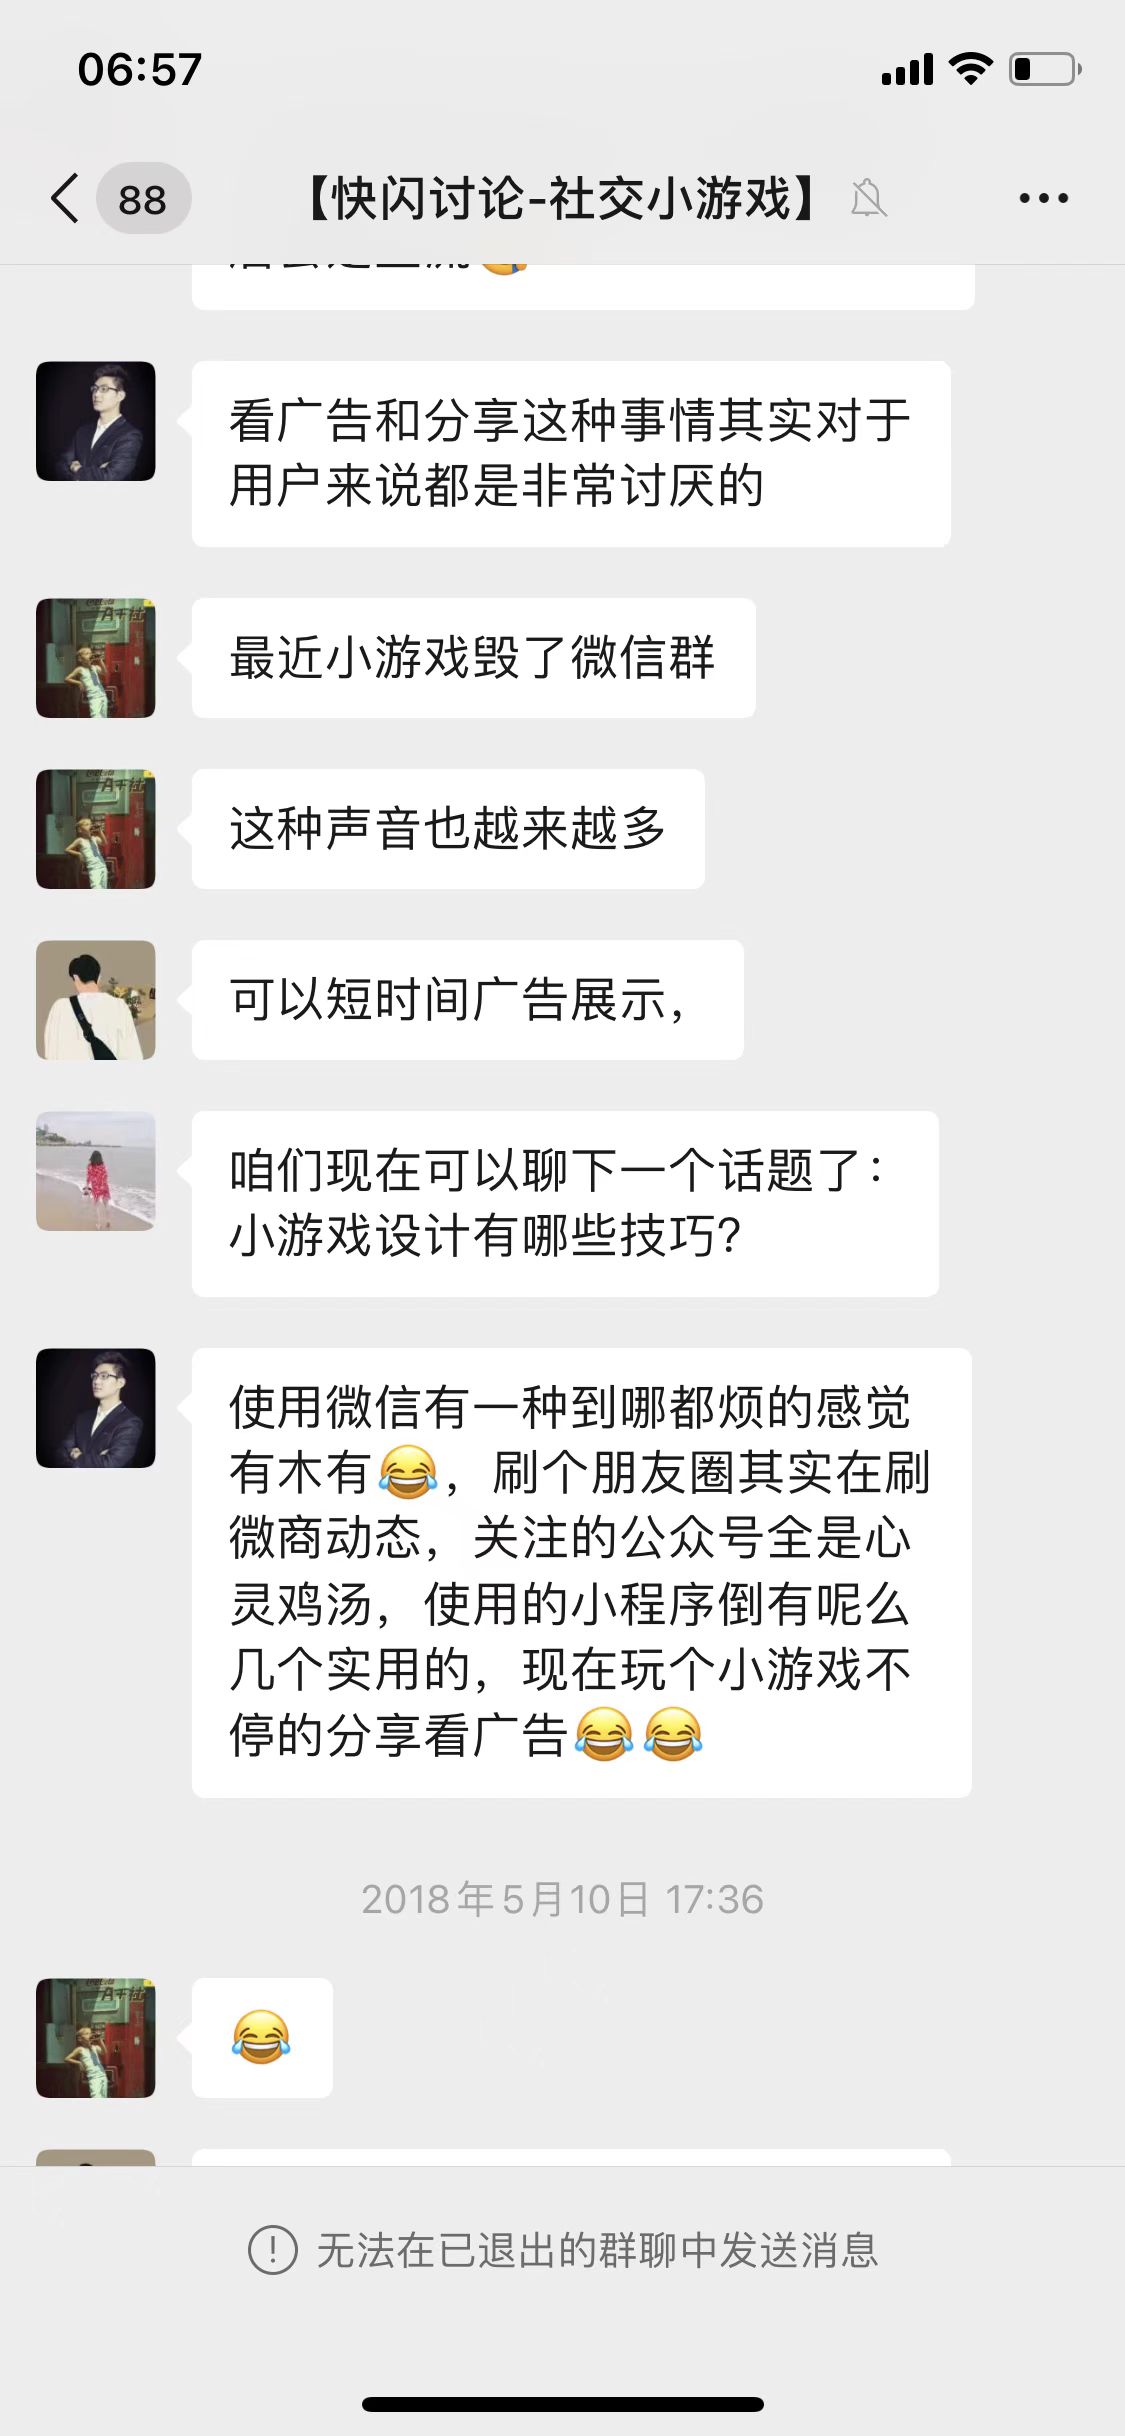 06:57
88
【快闪讨论-社交小游戏】
看广告和分享这种事情其实对于
用户来说都是非常讨厌的
最近小游戏毁了微信群
这种声音也越来越多
可以短时间广告展示，
咱们现在可以聊下一个话题了：
小游戏设计有哪些技巧？
使用微信有一种到哪都烦的感觉
有木有😂，刷个朋友圈其实在刷
微商动态，关注的公众号全是心
灵鸡汤，使用的小程序倒有呢么
几个实用的，现在玩个小游戏不
停的分享看广告😂😂
2018年5月10日 17:36
😂
无法在已退出的群聊中发送消息